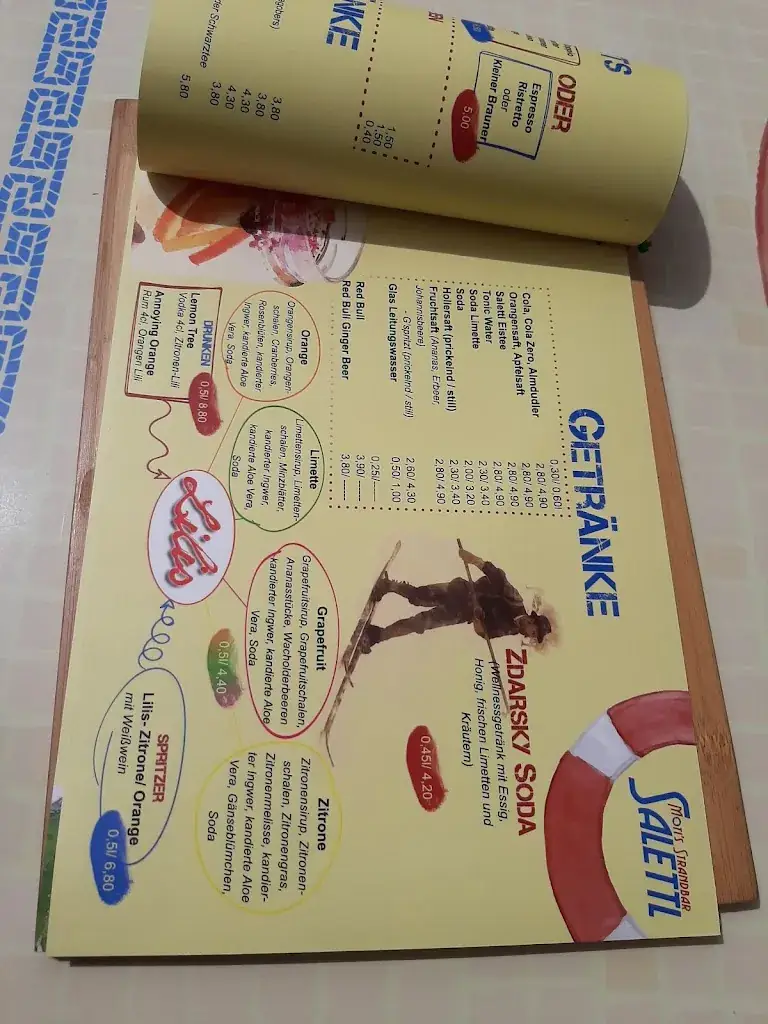 MOTI'S STRANDBAR
SALETTL
GETRÄNKE
0,30l/ 0,60l
Cola, Cola Zero, Almdudler 2,80/ 4,90
Orangensaft, Apfelsaft 2,80/ 4,90
Salettl Eistee 2,80/ 4,90
Tonic Water 2,30/ 3,40
Soda Limette 2,00/ 3,20
Soda 2,30/ 3,40
Hollersaft (prickelnd / still) 2,80/ 4,90
Fruchtsaft (Ananas, Erbeer,
Johannisbeere)
- G'spritzt (prickelnd / still) 2,60/ 4,30
Glas Leitungswasser 0,50/ 1,00
0,25l/-----
Red Bull 3,90/-----
Red Bull Ginger Beer 3,80/-----
ZDARSKY SODA
(Wellnessgetränk mit Essig,
Honig, frischen Limetten und
Kräutern)
0,45l/ 4,20
Orange
Orangensirup, Orangen-
schalen, Cranberries,
Rosenblüten, kandierter
Ingwer, kandierte Aloe
Vera, Soda
Limette
Limettensirup, Limetten-
schalen, Minzblätter,
kandierter Ingwer,
kandierte Aloe Vera,
Soda
Grapefruit
Grapefruitsirup, Grapefruitschalen,
Ananasstücke, Wacholderbeeren
kandierter Ingwer, kandierte Aloe
Vera, Soda
Zitrone
Zitronensirup, Zitronen-
schalen, Zitronengras,
Zitronenmelisse, kandier-
ter Ingwer, kandierte Aloe
Vera, Gänseblümchen,
Soda
Lilis
0,5l/ 4,40
DRUNKEN
Lemon Tree
Vodka 4cl, Zitronen-Lili
Annoying Orange
Rum 4cl, Orangen Lili
0,5l/ 8,80
SPRITZER
Lilis- Zitrone/ Orange
mit Weißwein
0,5l/ 6,80
ODER
Espresso
Ristretto
oder
Kleiner Brauner
5,00
1,50
1,50
0,40
NKE
3,80
3,80
4,30
4,30
3,80
5,80
er Schwarztee